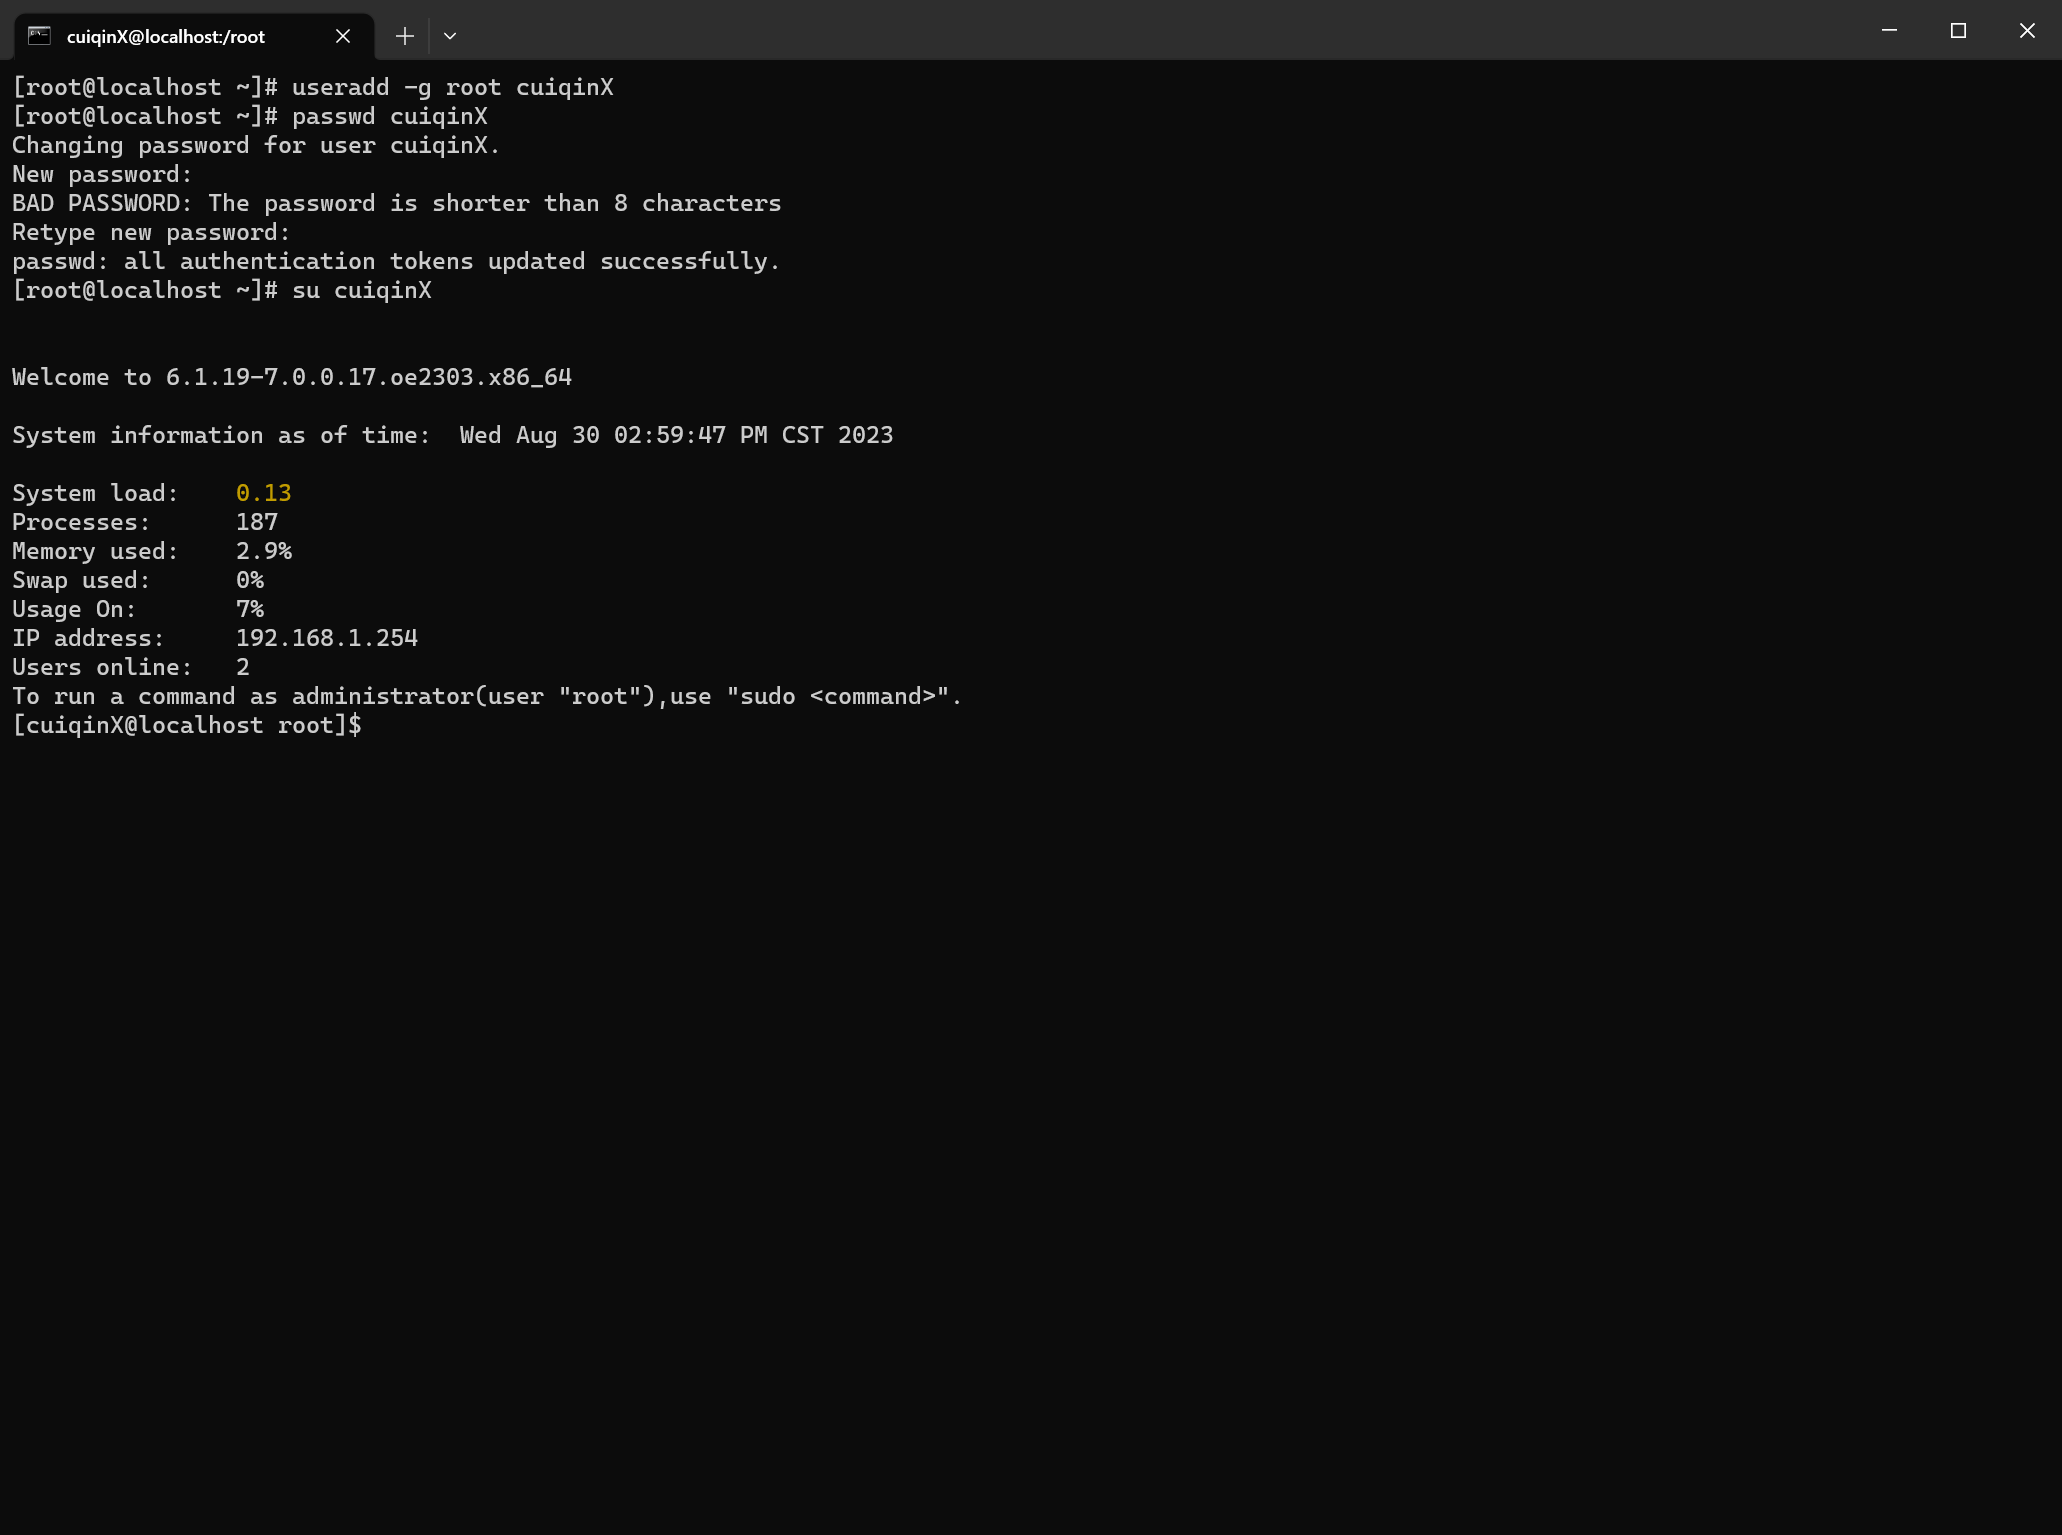 cuiqinX@localhost:/root
[root@localhost ~]# useradd -g root cuiqinX
[root@localhost ~]# passwd cuiqinX
Changing password for user cuiqinX.
New password:
BAD PASSWORD: The password is shorter than 8 characters
Retype new password:
passwd: all authentication tokens updated successfully.
[root@localhost ~]# su cuiqinX
Welcome to 6.1.19-7.0.0.17.oe2303.x86_64
System information as of time:  Wed Aug 30 02:59:47 PM CST 2023
System load:    0.13
Processes:      187
Memory used:    2.9%
Swap used:      0%
Usage On:       7%
IP address:     192.168.1.254
Users online:   2
To run a command as administrator(user "root"),use "sudo <command>".
[cuiqinX@localhost root]$